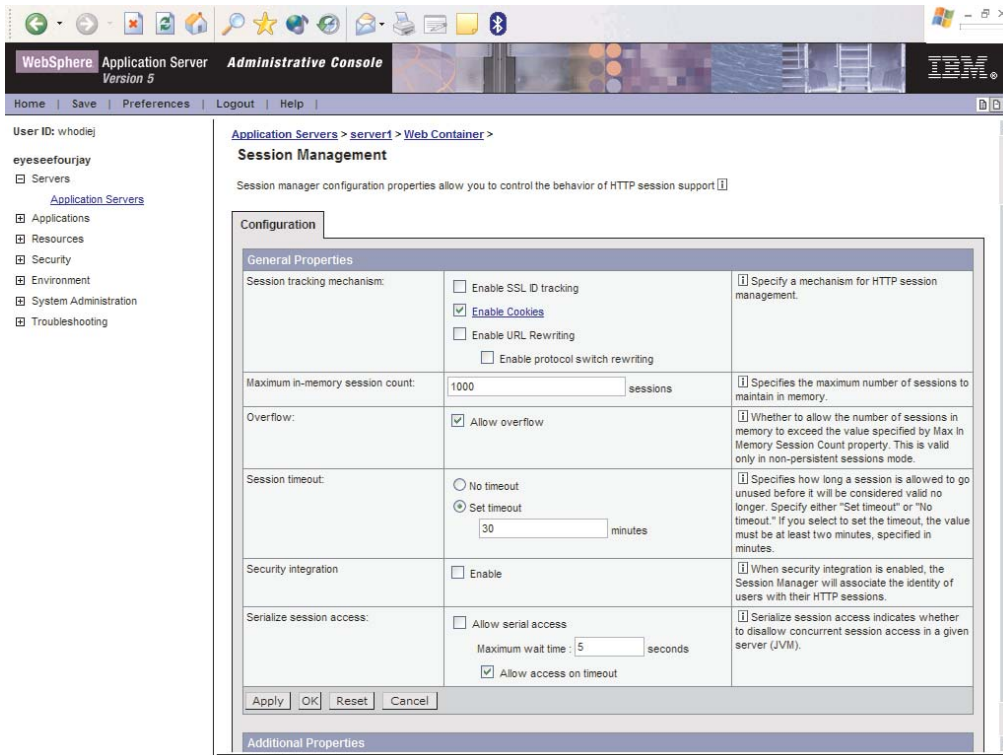 WebSphere Application Server Administrative Console
Version 5
IBM.
Home | Save | Preferences | Logout | Help |
User ID: whodiej
eyeseefourjay
Servers
Application Servers
Applications
Resources
Security
Environment
System Administration
Troubleshooting
Application Servers > server1 > Web Container >
Session Management
Session manager configuration properties allow you to control the behavior of HTTP session support i
Configuration
General Properties
Session tracking mechanism:
Enable SSL ID tracking
Enable Cookies
Enable URL Rewriting
Enable protocol switch rewriting
i Specify a mechanism for HTTP session
management.
Maximum in-memory session count:
1000 sessions
i Specifies the maximum number of sessions to
maintain in memory.
Overflow:
Allow overflow
i Whether to allow the number of sessions in
memory to exceed the value specified by Max In
Memory Session Count property. This is valid
only in non-persistent sessions mode.
Session timeout:
No timeout
Set timeout
30 minutes
i Specifies how long a session is allowed to go
unused before it will be considered valid no
longer. Specify either "Set timeout" or "No
timeout." If you select to set the timeout, the value
must be at least two minutes, specified in
minutes.
Security integration
Enable
i When security integration is enabled, the
Session Manager will associate the identity of
users with their HTTP sessions.
Serialize session access:
Allow serial access
Maximum wait time : 5 seconds
Allow access on timeout
i Serialize session access indicates whether
to disallow concurrent session access in a given
server (JVM).
Apply OK Reset Cancel
Additional Properties